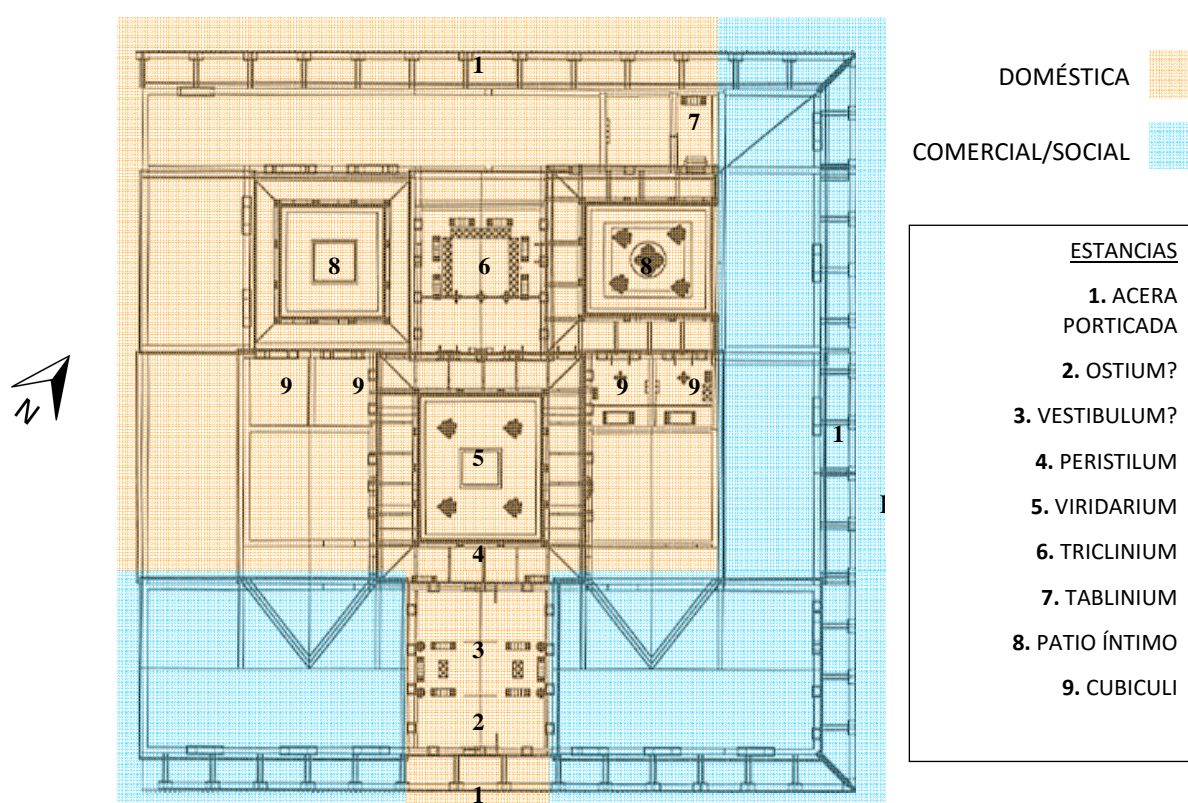 1
DOMÉSTICA
7
COMERCIAL/SOCIAL
8
6
8
N
9
9
9
9
5
1
4
3
2
1
ESTANCIAS
1. ACERA
PORTICADA
2. OSTIUM?
3. VESTIBULUM?
4. PERISTILUM
5. VIRIDARIUM
6. TRICLINIUM
7. TABLINIUM
8. PATIO ÍNTIMO
9. CUBICULI